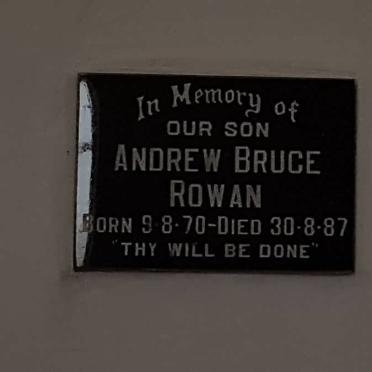 In Memory of
OUR SON
ANDREW BRUCE
ROWAN
BORN 9·8·70-DIED 30·8·87
"THY WILL BE DONE"